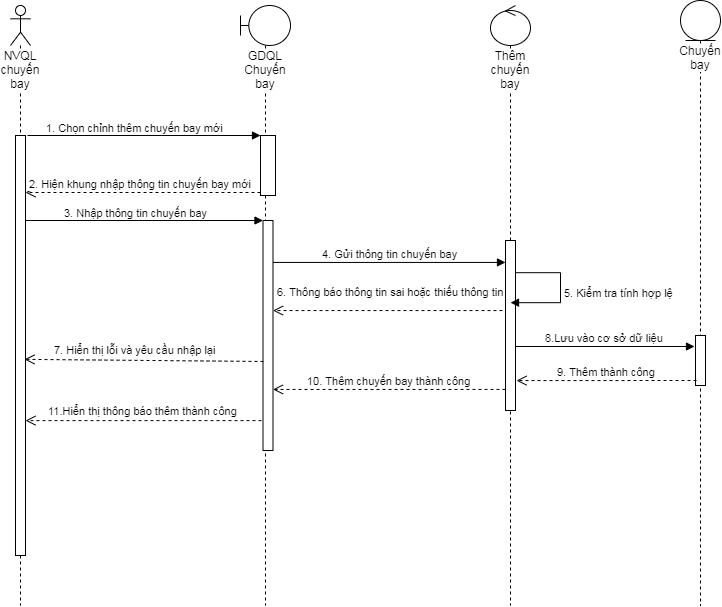 NVQL
chuyến
bay
GDQL
Chuyến
bay
Thêm
chuyến
bay
Chuyến
bay
1. Chọn chỉnh thêm chuyến bay mới
2. Hiện khung nhập thông tin chuyến bay mới
3. Nhập thông tin chuyến bay
4. Gửi thông tin chuyến bay
5. Kiểm tra tính hợp lệ
6. Thông báo thông tin sai hoặc thiếu thông tin
7. Hiển thị lỗi và yêu cầu nhập lại
8.Lưu vào cơ sở dữ liệu
9. Thêm thành công
10. Thêm chuyến bay thành công
11.Hiển thị thông báo thêm thành công